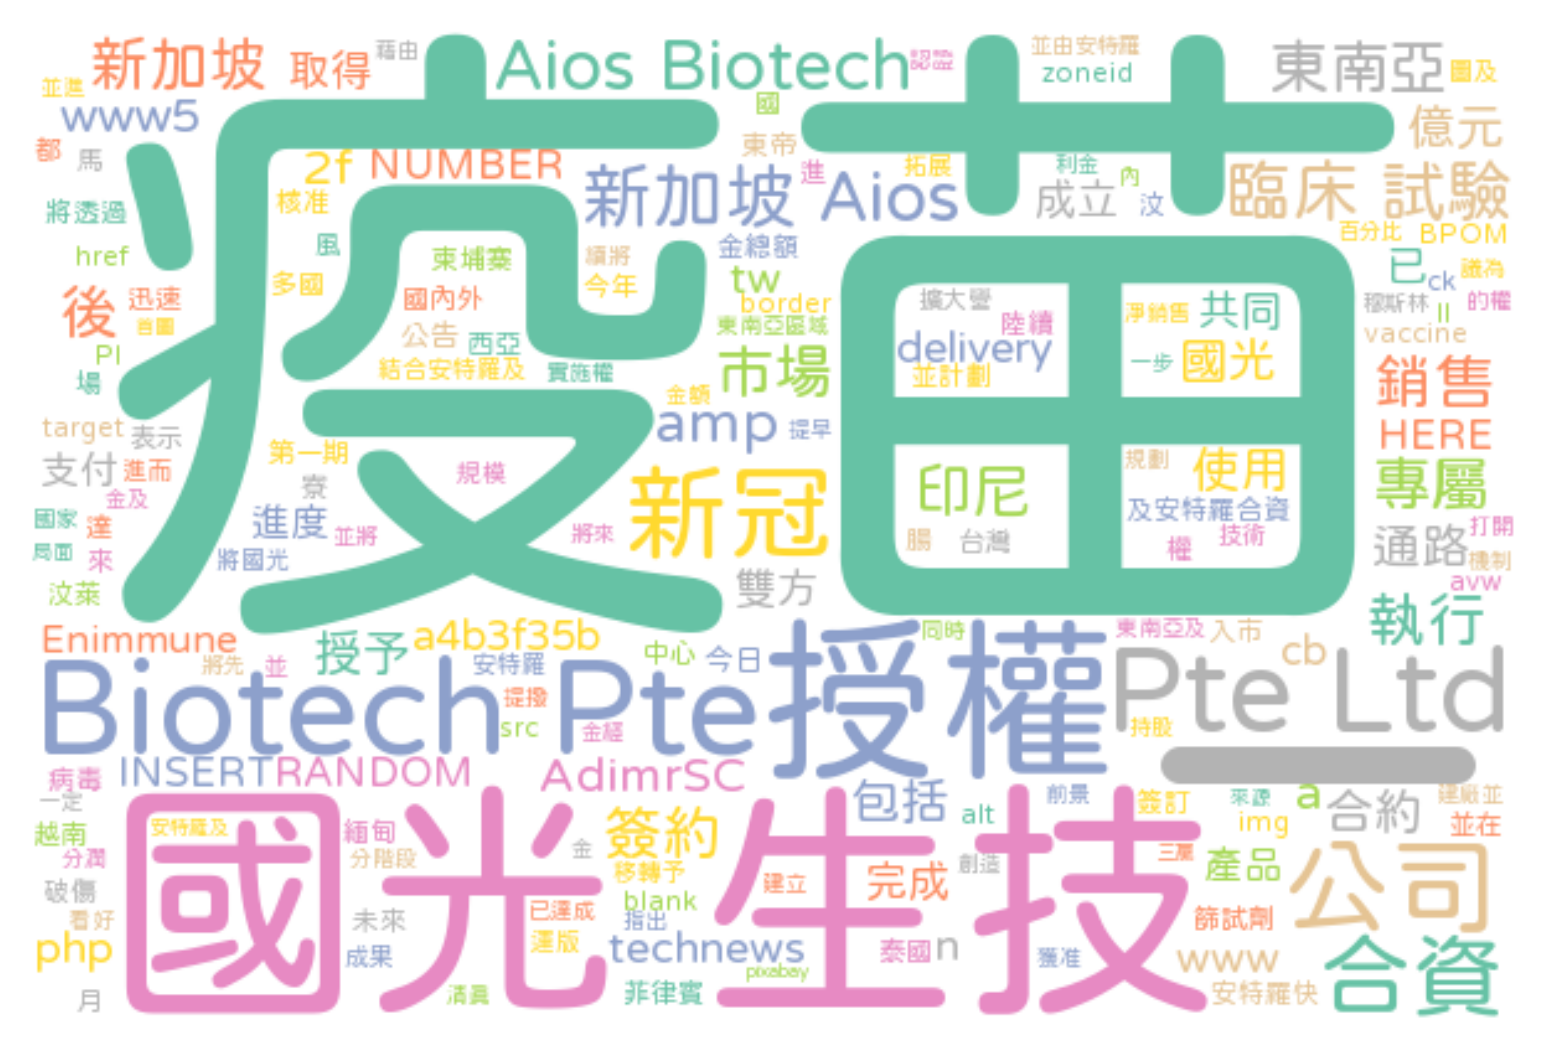 疫苗
新加坡
取得
藉由
Aios Biotech
認證
並由安特羅
zoneid
東南亞
圖及
並進
www5
國
億元
都
馬
2f
NUMBER
東帝
進
拓展
利金
內
核准
新加坡 Aios
成立
汶
臨床 試驗
將透過
風
金總額
百分比
BPOM
href
柬埔寨
續將
tw
已
ck
多國
今年
border
擴大營
議為
後
迅速
國內外
東南亞區域
陸續
淨銷售
共同
穆斯林
ll
的權
首圖
公告
西亞
delivery
vaccine
PI
市場
一步
國光
場
結合安特羅及
實施權
並計劃
銷售
金額
target
表示
amp
提早
HERE
第一期
支付
進而
規模
新冠
印尼
規劃
使用
專屬
寮
金及
國家
達
進度
並將
將來
及安特羅合資
通路
打開
局面
來
將國光
腸
台灣
權
技術
機制
汶萊
雙方
avw
執行
Enimmune
授予
a4b3f35b
同時
東南亞及
入市
將先
並
安特羅
中心
今日
cb
Biotech Pte
授權
Pte Ltd
提撥
src
金經
持股
病毒
INSERT
RANDOM
AdimrSC
包括
前景
簽訂
來源
a
合約
建廠並
一定
alt
img
並在
越南
安特羅及
緬甸
簽約
國光生技
分潤
分階段
金
創造
三屬
產品
公司
破傷
移轉予
建立
完成
看好
未來
已達成
blank
篩試劑
php
運版
指出
成果
technews
泰國
n
獲准
www
合資
pixabay
月
清真
菲律賓
安特羅快